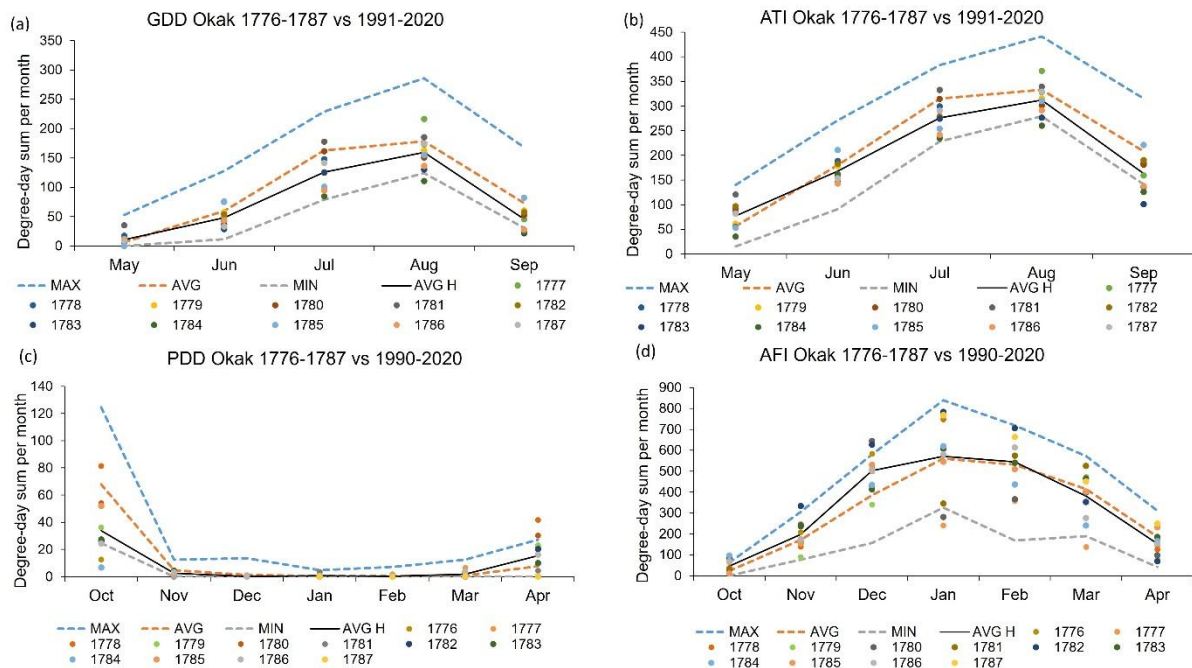 (a)
GDD Okak 1776-1787 vs 1991-2020
Degree-day sum per month
350
300
250
200
150
100
50
0
May Jun Jul Aug Sep
MAX AVG MIN AVG H 1777
1778 1779 1780 1781 1782
1783 1784 1785 1786 1787
(b)
ATI Okak 1776-1787 vs 1991-2020
Degree-day sum per month
450
400
350
300
250
200
150
100
50
0
May Jun Jul Aug Sep
MAX AVG MIN AVG H 1777
1778 1779 1780 1781 1782
1783 1784 1785 1786 1787
(c)
PDD Okak 1776-1787 vs 1990-2020
Degree-day sum per month
140
120
100
80
60
40
20
0
Oct Nov Dec Jan Feb Mar Apr
MAX AVG MIN AVG H 1776 1777
1778 1779 1780 1781 1782 1783
1784 1785 1786 1787
(d)
AFI Okak 1776-1787 vs 1990-2020
Degree-day sum per month
900
800
700
600
500
400
300
200
100
0
Oct Nov Dec Jan Feb Mar Apr
MAX AVG MIN AVG H 1776 1777
1778 1779 1780 1781 1782 1783
1784 1785 1786 1787